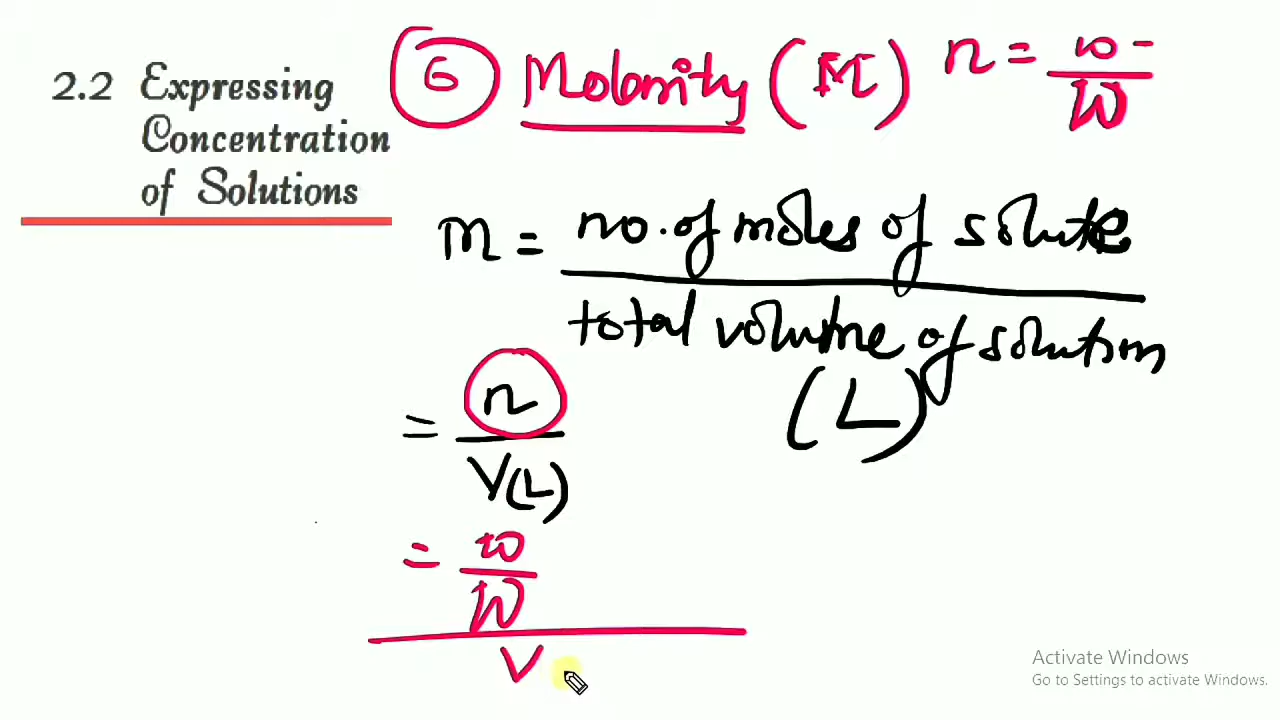 2.2 Expressing
Concentration
of Solutions
6 Molarity (M) n = w/W
M = no. of moles of solute
total volume of solution
(L)
= n
V(L)
= w
W
V
Activate Windows
Go to Settings to activate Windows.